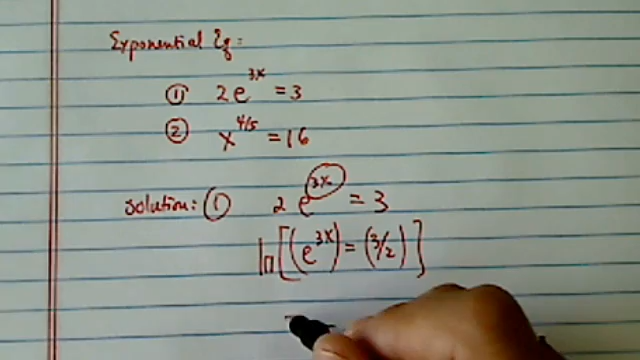 Exponential Eq:
① 2e^{3x} = 3
② x^{4/5} = 16
Solution: ① 2e^{3x} = 3
ln[(e^{3x}) = (3/2)]